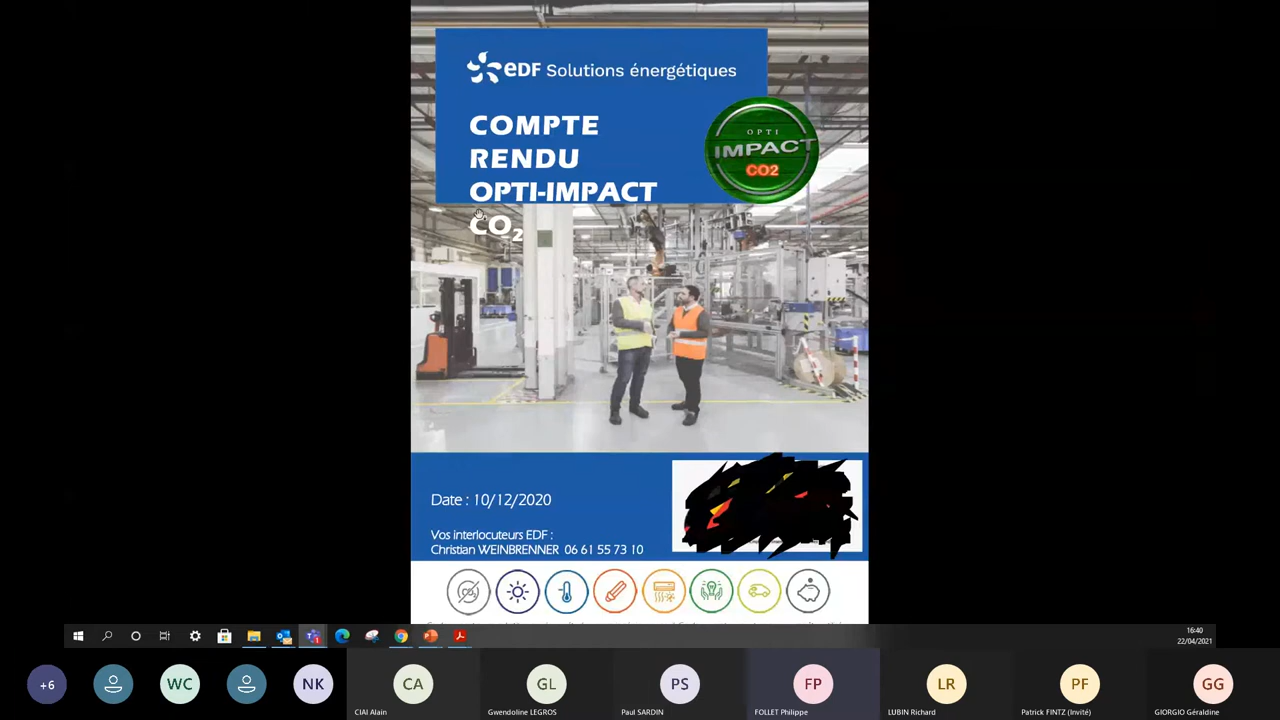 eDF Solutions énergétiques
COMPTE
RENDU
OPTI-IMPACT
CO₂
OPTI
IMPACT
CO2
Date : 10/12/2020
Vos interlocuteurs EDF :
Christian WEINBRENNER 06 61 55 73 10
16:40
22/04/2021
+6
WC
NK
CA
GL
PS
FP
LR
PF
GG
CIAI Alain
Gwendoline LEGROS
Paul SARDIN
FOLLET Philippe
LUBIN Richard
Patrick FINTZ (Invité)
GIORGIO Géraldine